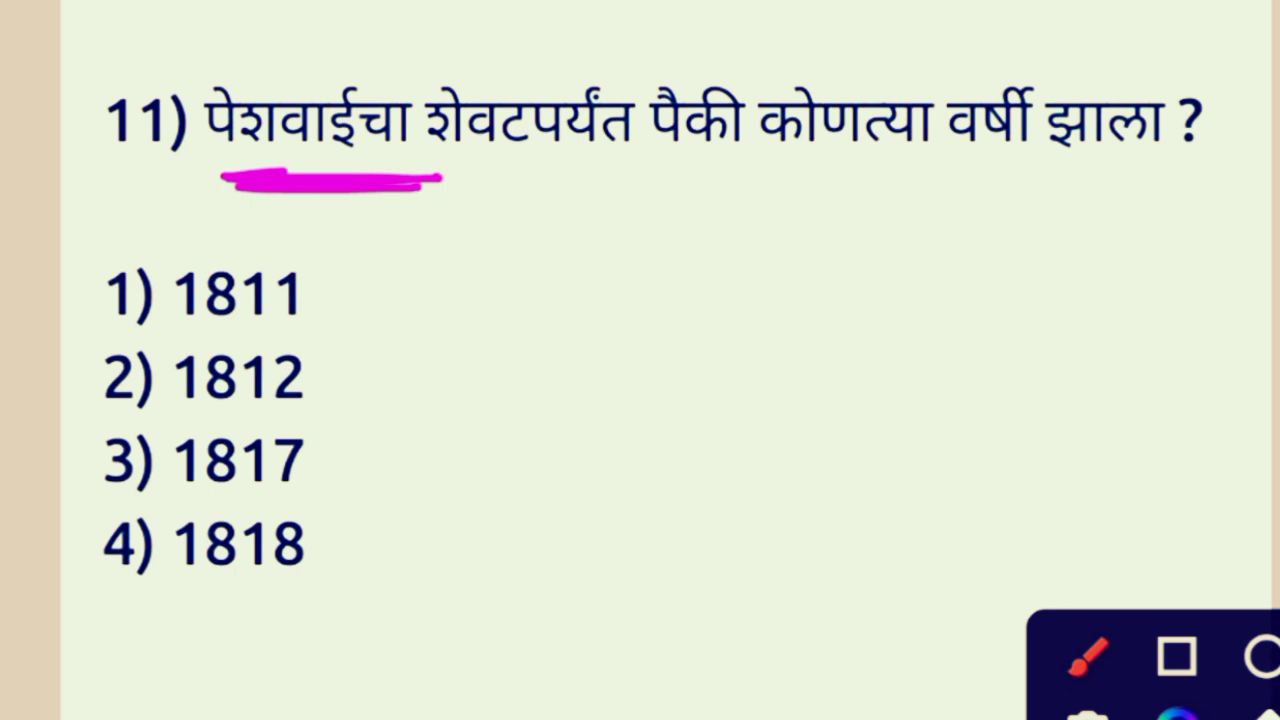 11) पेशवाईचा शेवटपर्यंत पैकी कोणत्या वर्षी झाला ?
1) 1811
2) 1812
3) 1817
4) 1818